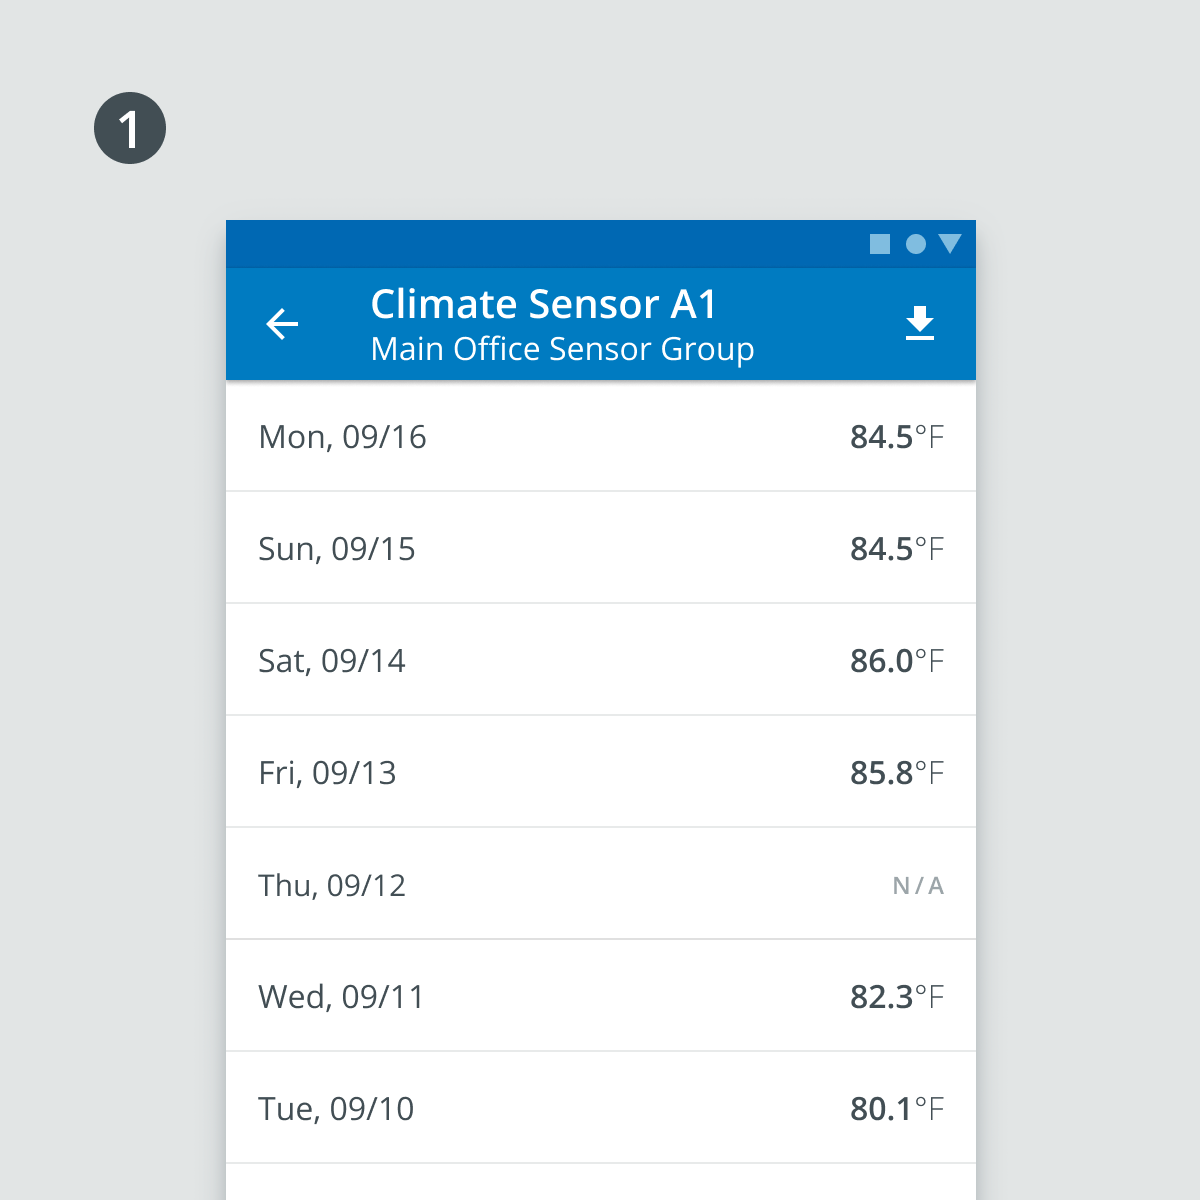 1
Climate Sensor A1
Main Office Sensor Group
Mon, 09/16 84.5°F
Sun, 09/15 84.5°F
Sat, 09/14 86.0°F
Fri, 09/13 85.8°F
Thu, 09/12 N/A
Wed, 09/11 82.3°F
Tue, 09/10 80.1°F